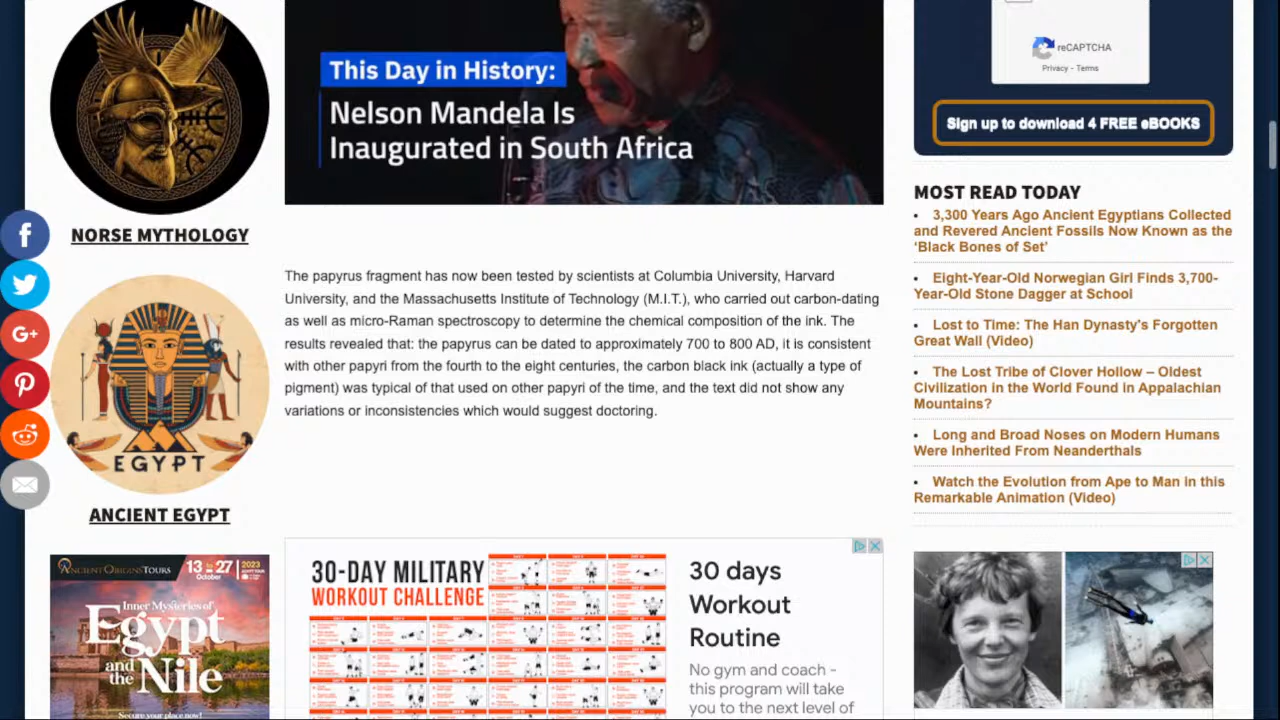 This Day in History:
Nelson Mandela Is
Inaugurated in South Africa
reCAPTCHA
Privacy - Terms
Sign up to download 4 FREE eBOOKS
NORSE MYTHOLOGY
EGYPT
ANCIENT EGYPT
ANCIENT ORIGINS TOURS
13 to 27
October
2023
Inner Mysteries of
Egypt
and
the Nile
Secure your place now!
The papyrus fragment has now been tested by scientists at Columbia University, Harvard
University, and the Massachusetts Institute of Technology (M.I.T.), who carried out carbon-dating
as well as micro-Raman spectroscopy to determine the chemical composition of the ink. The
results revealed that: the papyrus can be dated to approximately 700 to 800 AD, it is consistent
with other papyri from the fourth to the eight centuries, the carbon black ink (actually a type of
pigment) was typical of that used on other papyri of the time, and the text did not show any
variations or inconsistencies which would suggest doctoring.
30-DAY MILITARY
WORKOUT CHALLENGE
30 days
Workout
Routine
No gym and coach -
this program will take
you to the next level of
MOST READ TODAY
• 3,300 Years Ago Ancient Egyptians Collected
and Revered Ancient Fossils Now Known as the
‘Black Bones of Set’
• Eight-Year-Old Norwegian Girl Finds 3,700-
Year-Old Stone Dagger at School
• Lost to Time: The Han Dynasty's Forgotten
Great Wall (Video)
• The Lost Tribe of Clover Hollow – Oldest
Civilization in the World Found in Appalachian
Mountains?
• Long and Broad Noses on Modern Humans
Were Inherited From Neanderthals
• Watch the Evolution from Ape to Man in this
Remarkable Animation (Video)